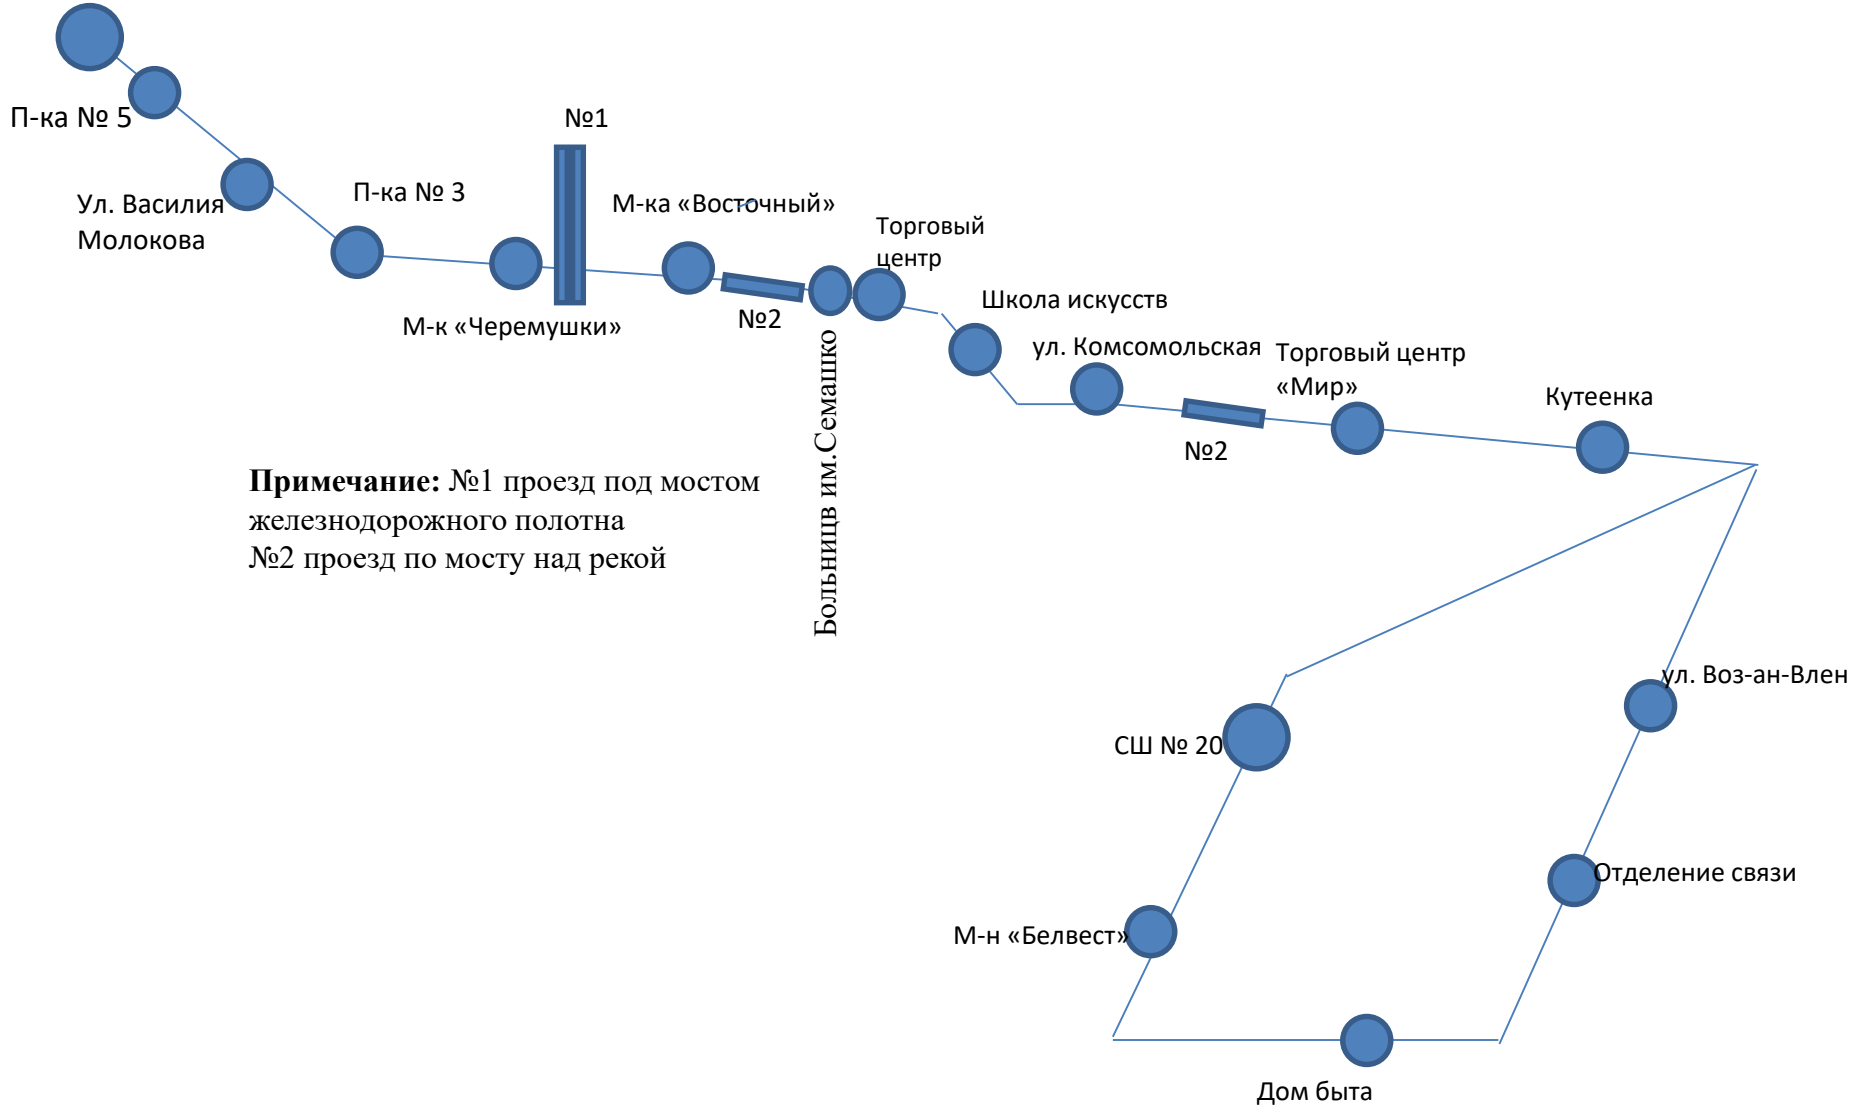 П-ка № 5
№1
Ул. Василия
Молокова
П-ка № 3
М-ка «Восточный»
Торговый
центр
М-к «Черемушки»
№2
Больницв им.Семашко
Школа искусств
ул. Комсомольская
Торговый центр
«Мир»
Кутеенка
№2
Примечание: №1 проезд под мостом
железнодорожного полотна
№2 проезд по мосту над рекой
ул. Воз-ан-Влен
СШ № 20
Отделение связи
М-н «Белвест»
Дом быта